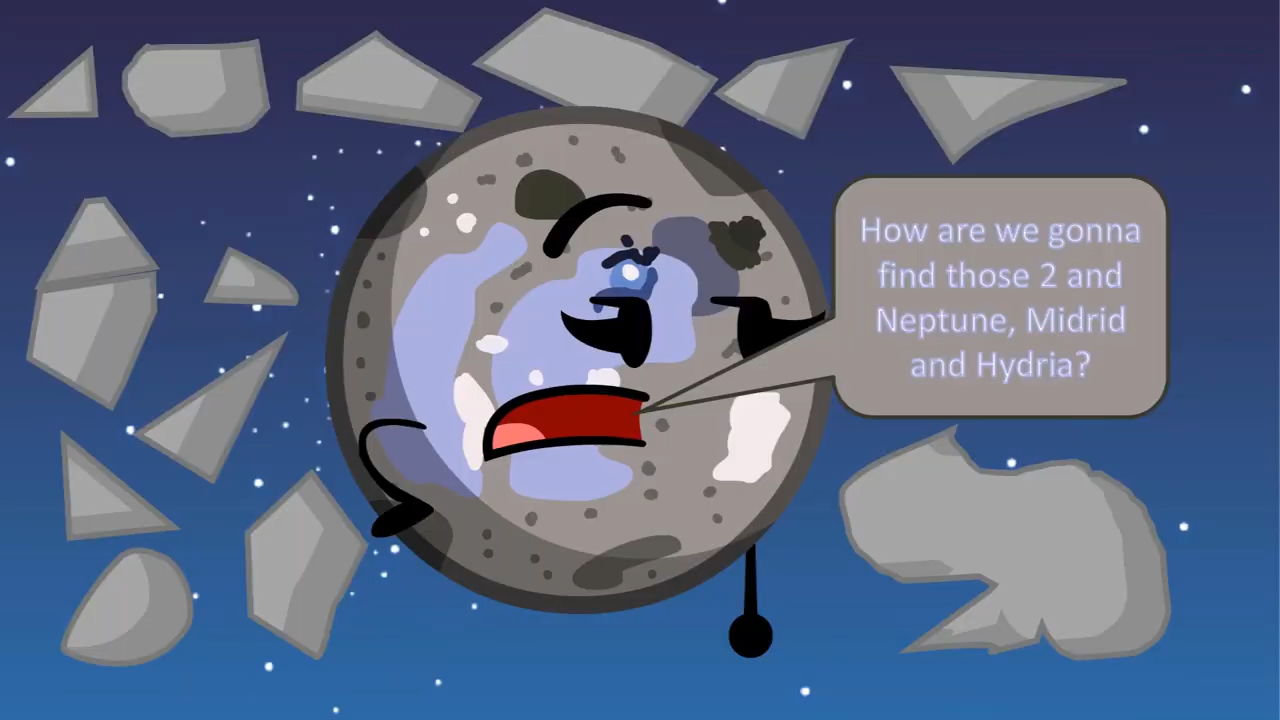 How are we gonna
find those 2 and
Neptune, Midrid
and Hydria?